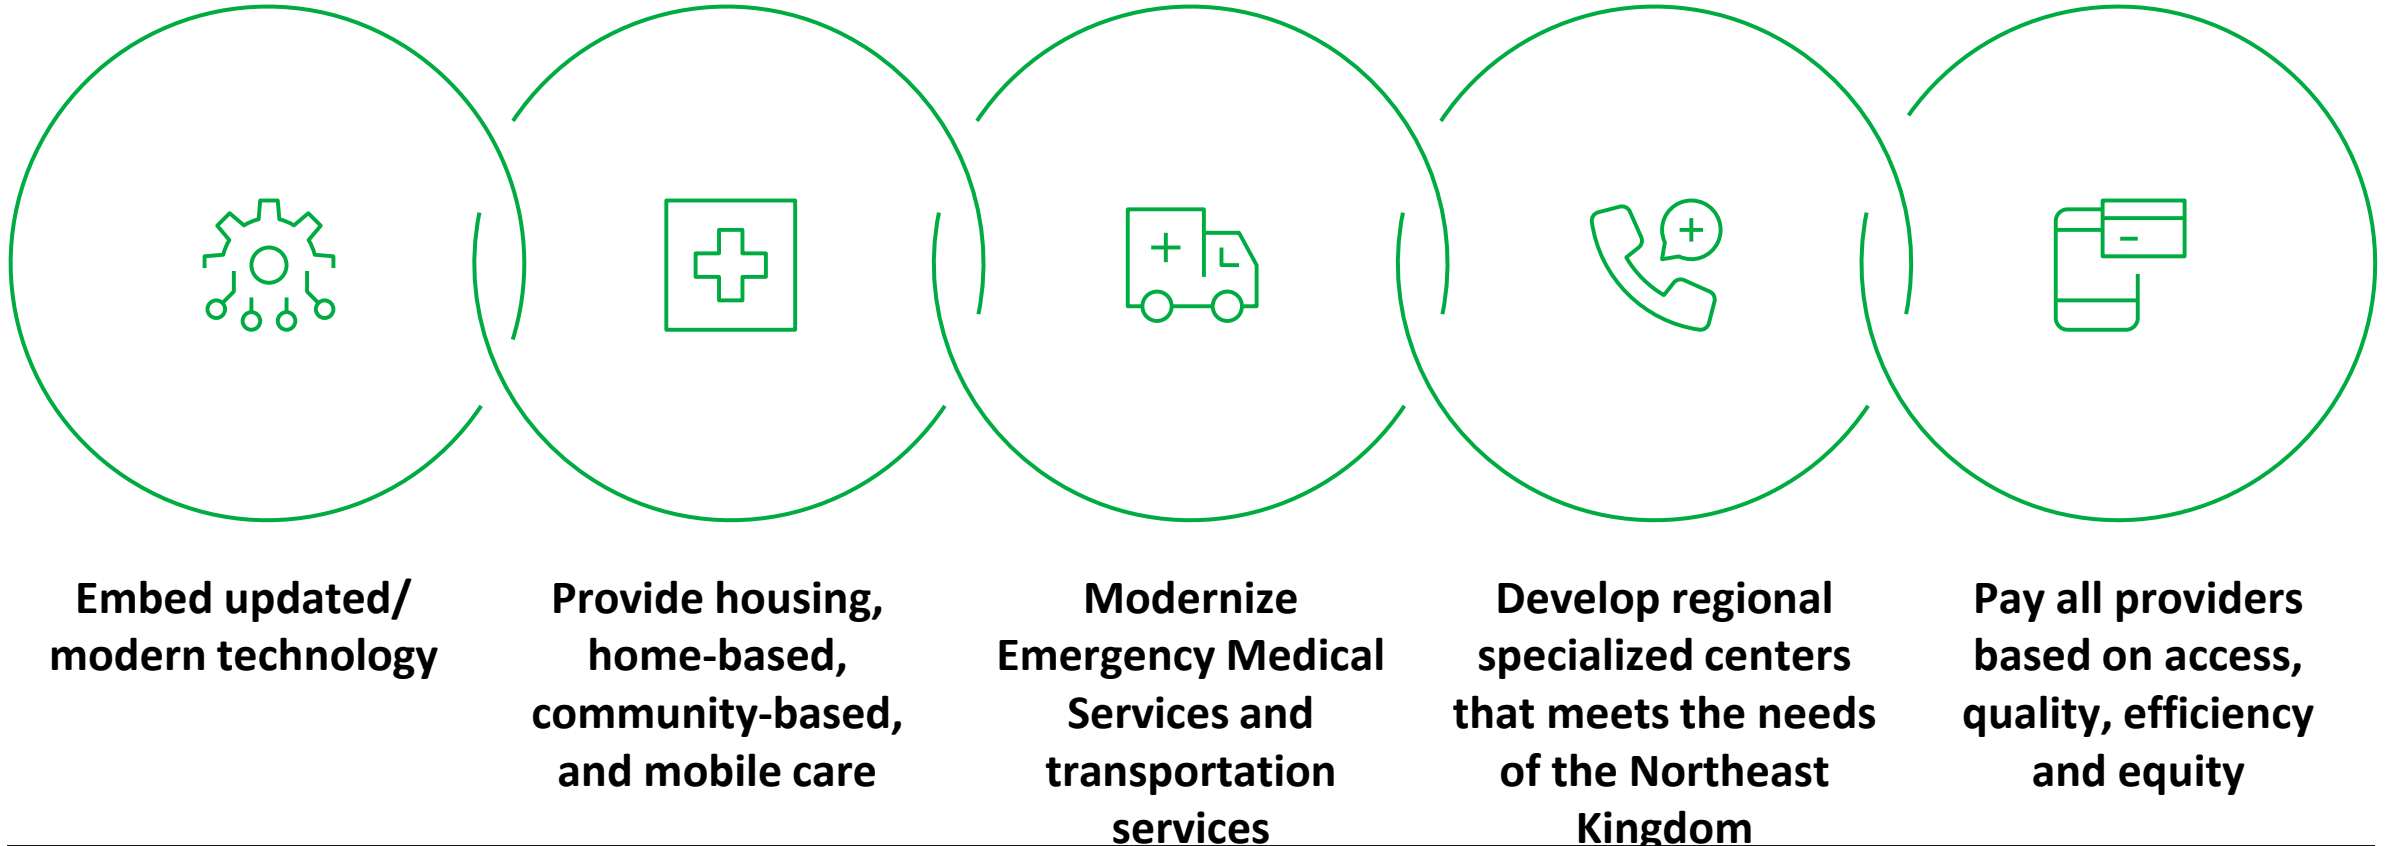 Embed updated/
modern technology
Provide housing,
home-based,
community-based,
and mobile care
Modernize
Emergency Medical
Services and
transportation
services
Develop regional
specialized centers
that meets the needs
of the Northeast
Kingdom
Pay all providers
based on access,
quality, efficiency
and equity